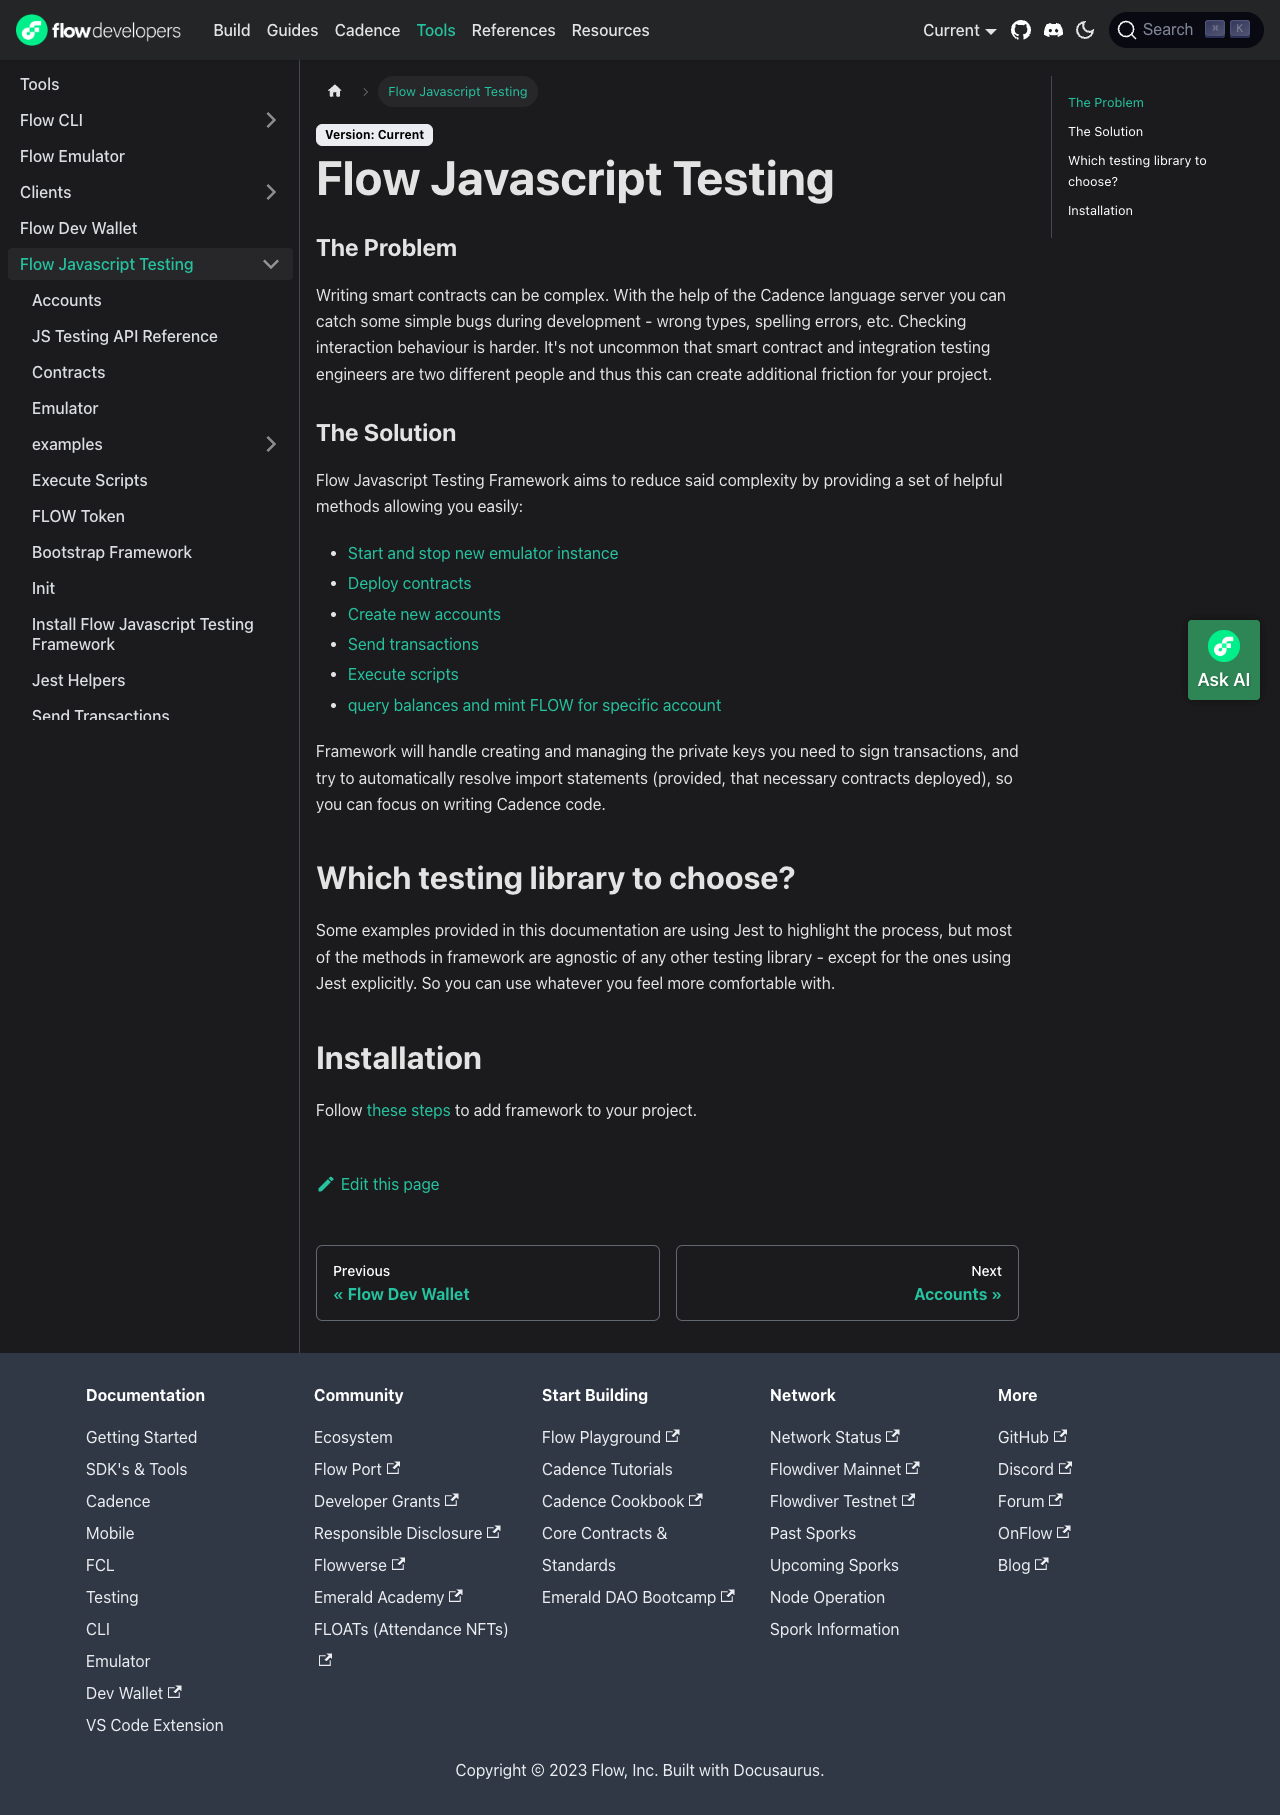 flowdevelopers Build Guides Cadence Tools References Resources Current Search ⌘ K
Tools
Flow CLI
Flow Emulator
Clients
Flow Dev Wallet
Flow Javascript Testing
Accounts
JS Testing API Reference
Contracts
Emulator
examples
Execute Scripts
FLOW Token
Bootstrap Framework
Init
Install Flow Javascript Testing
Framework
Jest Helpers
Send Transactions
Flow Javascript Testing
Version: Current
Flow Javascript Testing
The Problem
Writing smart contracts can be complex. With the help of the Cadence language server you can
catch some simple bugs during development - wrong types, spelling errors, etc. Checking
interaction behaviour is harder. It's not uncommon that smart contract and integration testing
engineers are two different people and thus this can create additional friction for your project.
The Solution
Flow Javascript Testing Framework aims to reduce said complexity by providing a set of helpful
methods allowing you easily:
• Start and stop new emulator instance
• Deploy contracts
• Create new accounts
• Send transactions
• Execute scripts
• query balances and mint FLOW for specific account
Framework will handle creating and managing the private keys you need to sign transactions, and
try to automatically resolve import statements (provided, that necessary contracts deployed), so
you can focus on writing Cadence code.
Which testing library to choose?
Some examples provided in this documentation are using Jest to highlight the process, but most
of the methods in framework are agnostic of any other testing library - except for the ones using
Jest explicitly. So you can use whatever you feel more comfortable with.
Installation
Follow these steps to add framework to your project.
Edit this page
Previous
« Flow Dev Wallet
Next
Accounts »
The Problem
The Solution
Which testing library to
choose?
Installation
Ask AI
Documentation
Getting Started
SDK's & Tools
Cadence
Mobile
FCL
Testing
CLI
Emulator
Dev Wallet
VS Code Extension
Community
Ecosystem
Flow Port
Developer Grants
Responsible Disclosure
Flowverse
Emerald Academy
FLOATs (Attendance NFTs)
Start Building
Flow Playground
Cadence Tutorials
Cadence Cookbook
Core Contracts &
Standards
Emerald DAO Bootcamp
Network
Network Status
Flowdiver Mainnet
Flowdiver Testnet
Past Sporks
Upcoming Sporks
Node Operation
Spork Information
More
GitHub
Discord
Forum
OnFlow
Blog
Copyright © 2023 Flow, Inc. Built with Docusaurus.